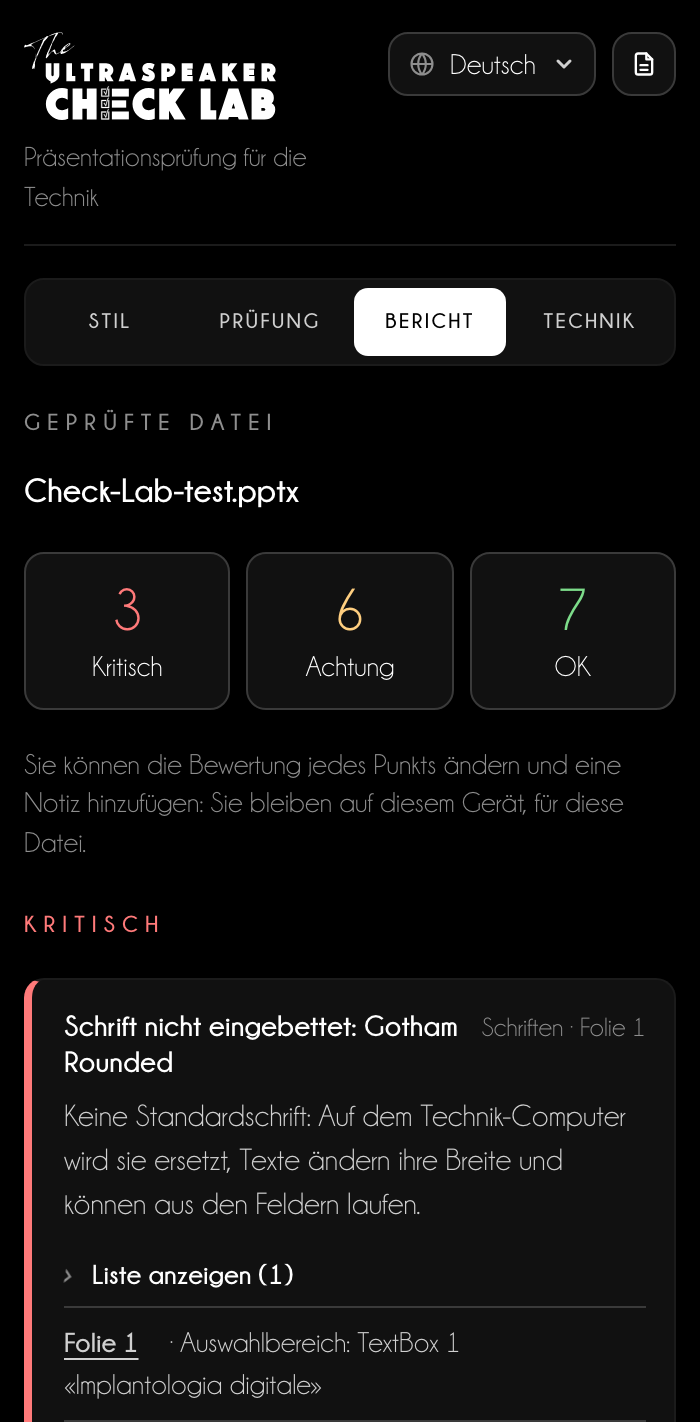 The
ULTRASPEAKER
CHECK LAB
Deutsch
Präsentationsprüfung für die
Technik
STIL
PRÜFUNG
BERICHT
TECHNIK
GEPRÜFTE DATEI
Check-Lab-test.pptx
3
Kritisch
6
Achtung
7
OK
Sie können die Bewertung jedes Punkts ändern und eine
Notiz hinzufügen: Sie bleiben auf diesem Gerät, für diese
Datei.
KRITISCH
Schrift nicht eingebettet: Gotham
Rounded
Schriften · Folie 1
Keine Standardschrift: Auf dem Technik-Computer
wird sie ersetzt, Texte ändern ihre Breite und
können aus den Feldern laufen.
› Liste anzeigen (1)
Folie 1 · Auswahlbereich: TextBox 1
«Implantologia digitale»